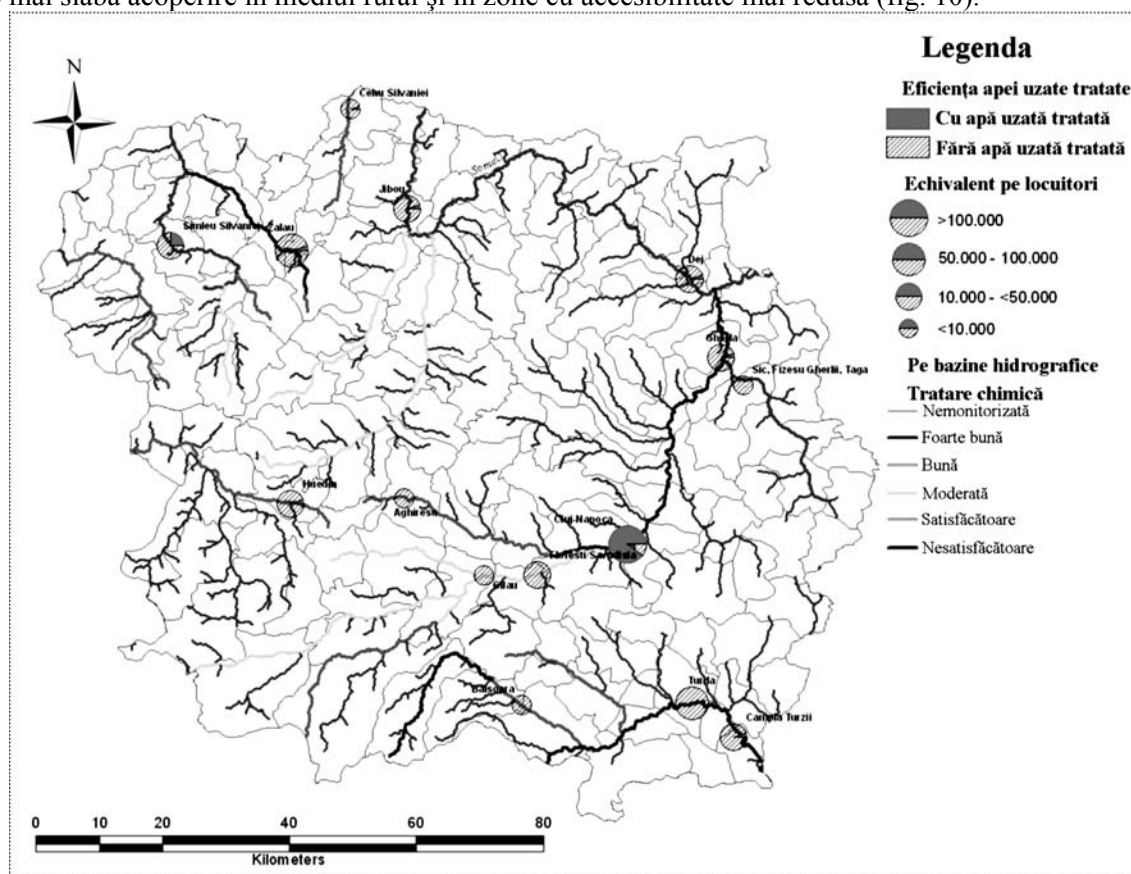 mai slabă acoperire în mediul rural şi în zone cu accesibilitate mai redusă (fig. 10).
Legenda
N
Eficiența apei uzate tratate
Cehu Silvaniei
Cu apă uzată tratată
Fără apă uzată tratată
Somes
Echivalent pe locuitori
Jibou
>100.000
Simleu Silvaniei
Zalau
50.000 - 100.000
Dej
10.000 - <50.000
<10.000
Gherla
Pe bazine hidrografice
Sic, Fizesu Gherlii, Taga
Tratare chimică
Nemonitorizată
Foarte bună
Bună
Huedin
Moderată
Aghiresu
Satisfăcătoare
Cluj-Napoca
Nesatisfăcătoare
Gilau
Turda
Baisoara
Campia Turzii
0 10 20 40 60 80
Kilometers